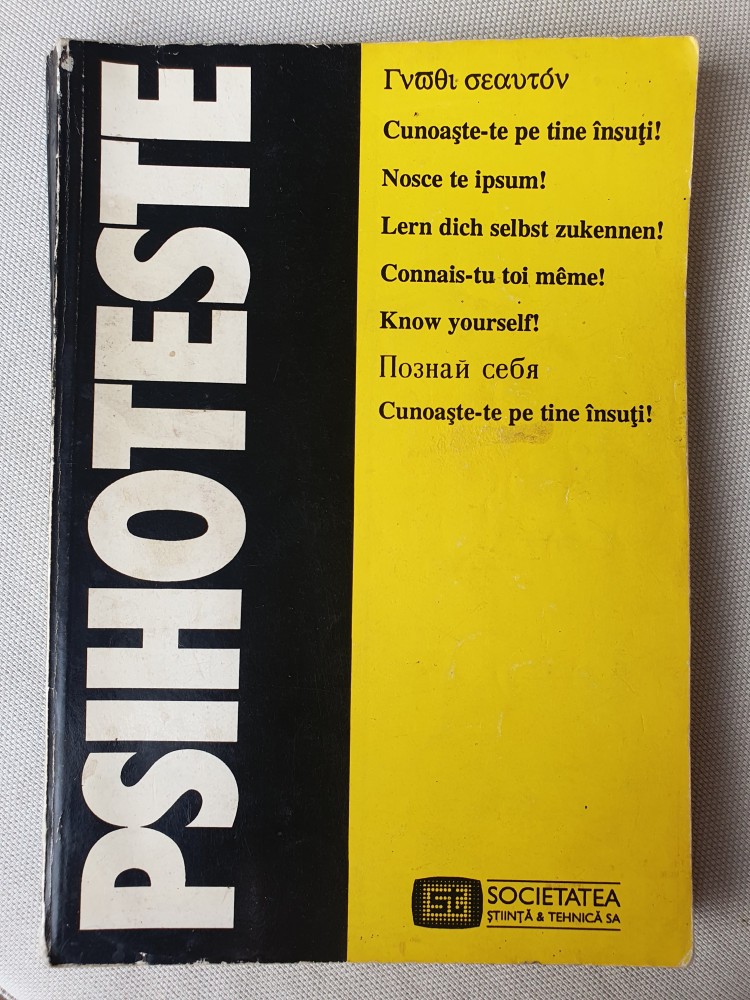 PSIHOTESTE
Γνϖθι σεαυτόν
Cunoaşte-te pe tine însuţi!
Nosce te ipsum!
Lern dich selbst zukennen!
Connais-tu toi même!
Know yourself!
Познай себя
Cunoaşte-te pe tine însuţi!
SOCIETATEA
ŞTIINŢĂ & TEHNICĂ SA